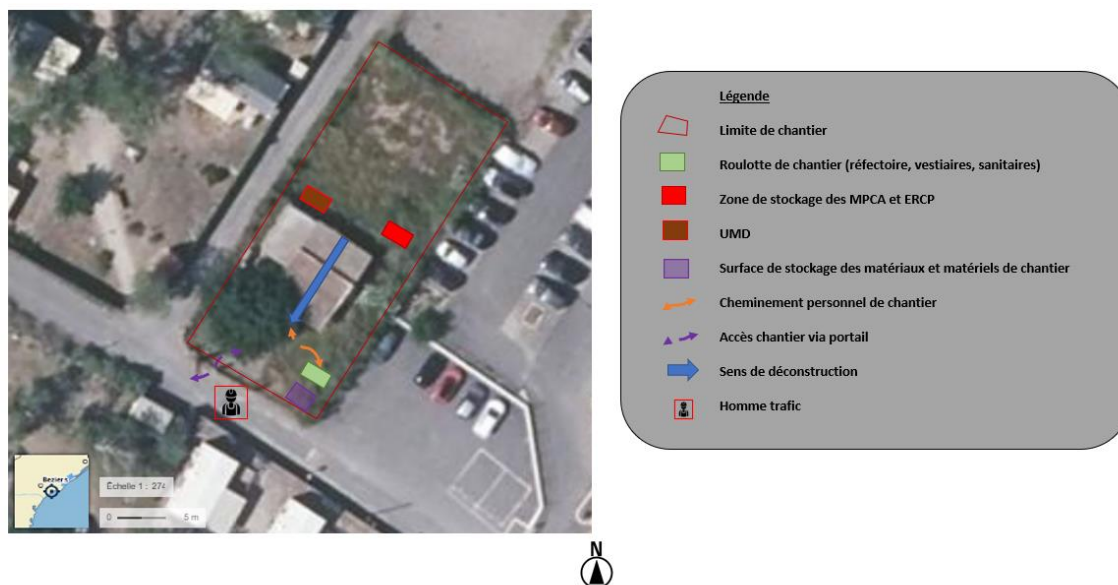 Légende
Limite de chantier
Roulotte de chantier (réfectoire, vestiaires, sanitaires)
Zone de stockage des MPCA et ERCP
UMD
Surface de stockage des matériaux et matériels de chantier
Cheminement personnel de chantier
Accès chantier via portail
Sens de déconstruction
Homme trafic
Béziers
Échelle 1 : 274
0 5 m
N